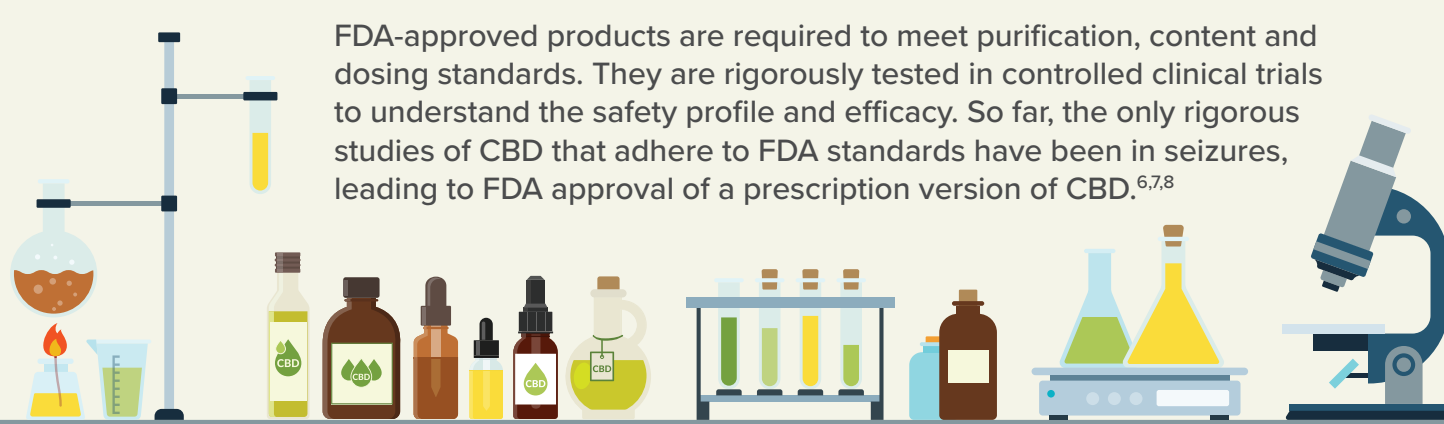 FDA-approved products are required to meet purification, content and
dosing standards. They are rigorously tested in controlled clinical trials
to understand the safety profile and efficacy. So far, the only rigorous
studies of CBD that adhere to FDA standards have been in seizures,
leading to FDA approval of a prescription version of CBD.6,7,8
CBD
CBD
CBD
CBD